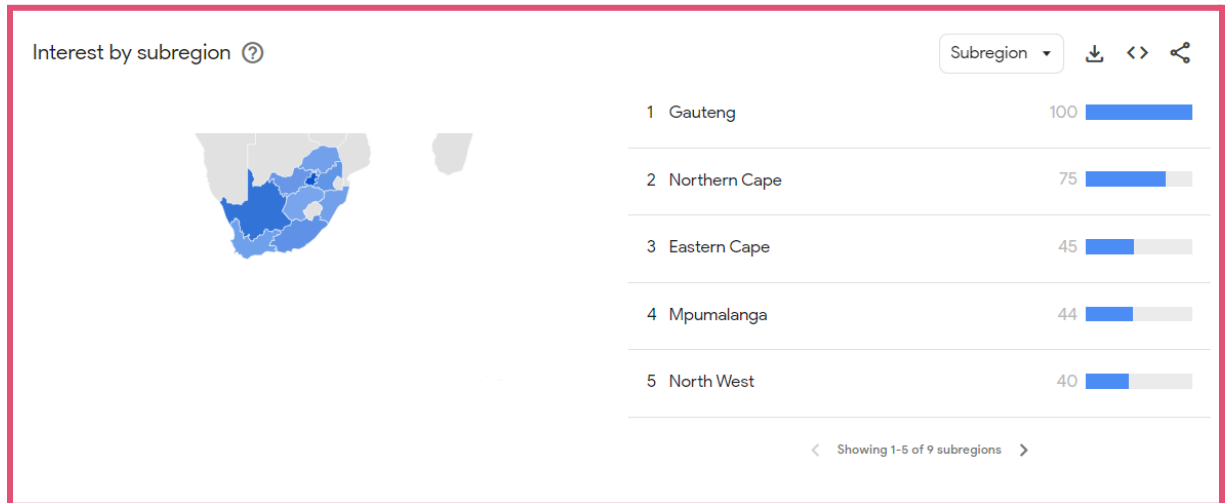 Interest by subregion
Subregion
1 Gauteng 100
2 Northern Cape 75
3 Eastern Cape 45
4 Mpumalanga 44
5 North West 40
Showing 1-5 of 9 subregions